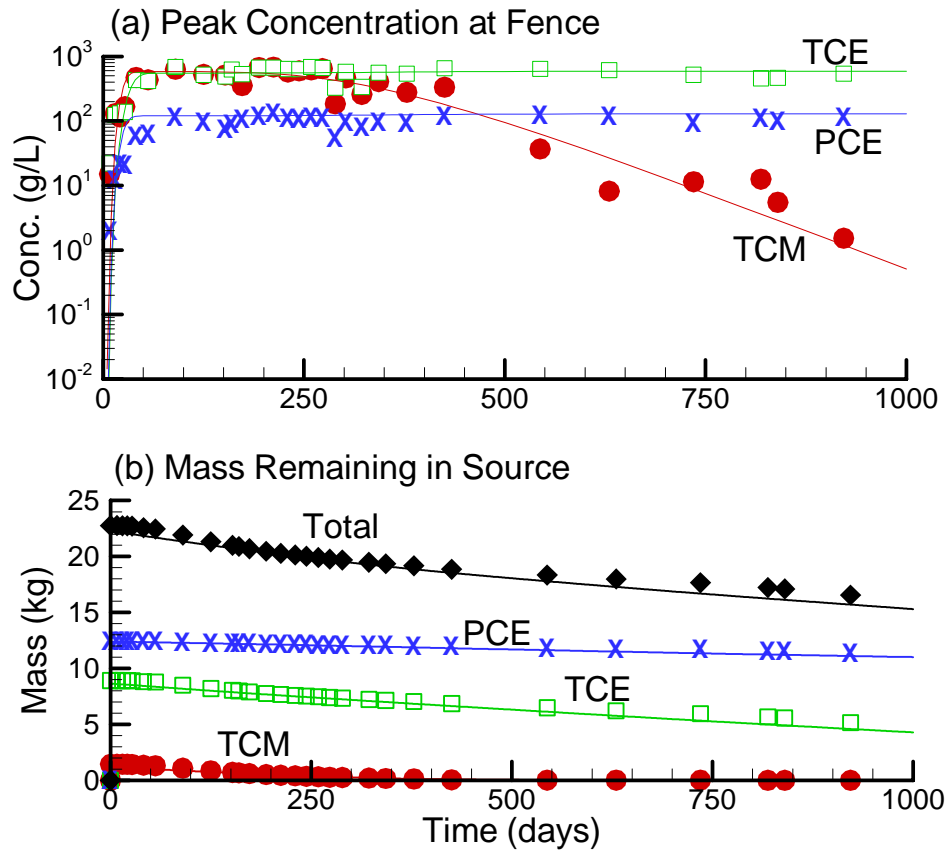 (a) Peak Concentration at Fence
Conc. (g/L)
10³
10²
10¹
10⁰
10⁻¹
10⁻²
TCE
PCE
TCM
0
250
500
750
1000
(b) Mass Remaining in Source
Mass (kg)
25
20
15
10
5
0
Total
PCE
TCE
TCM
0
250
500
750
1000
Time (days)